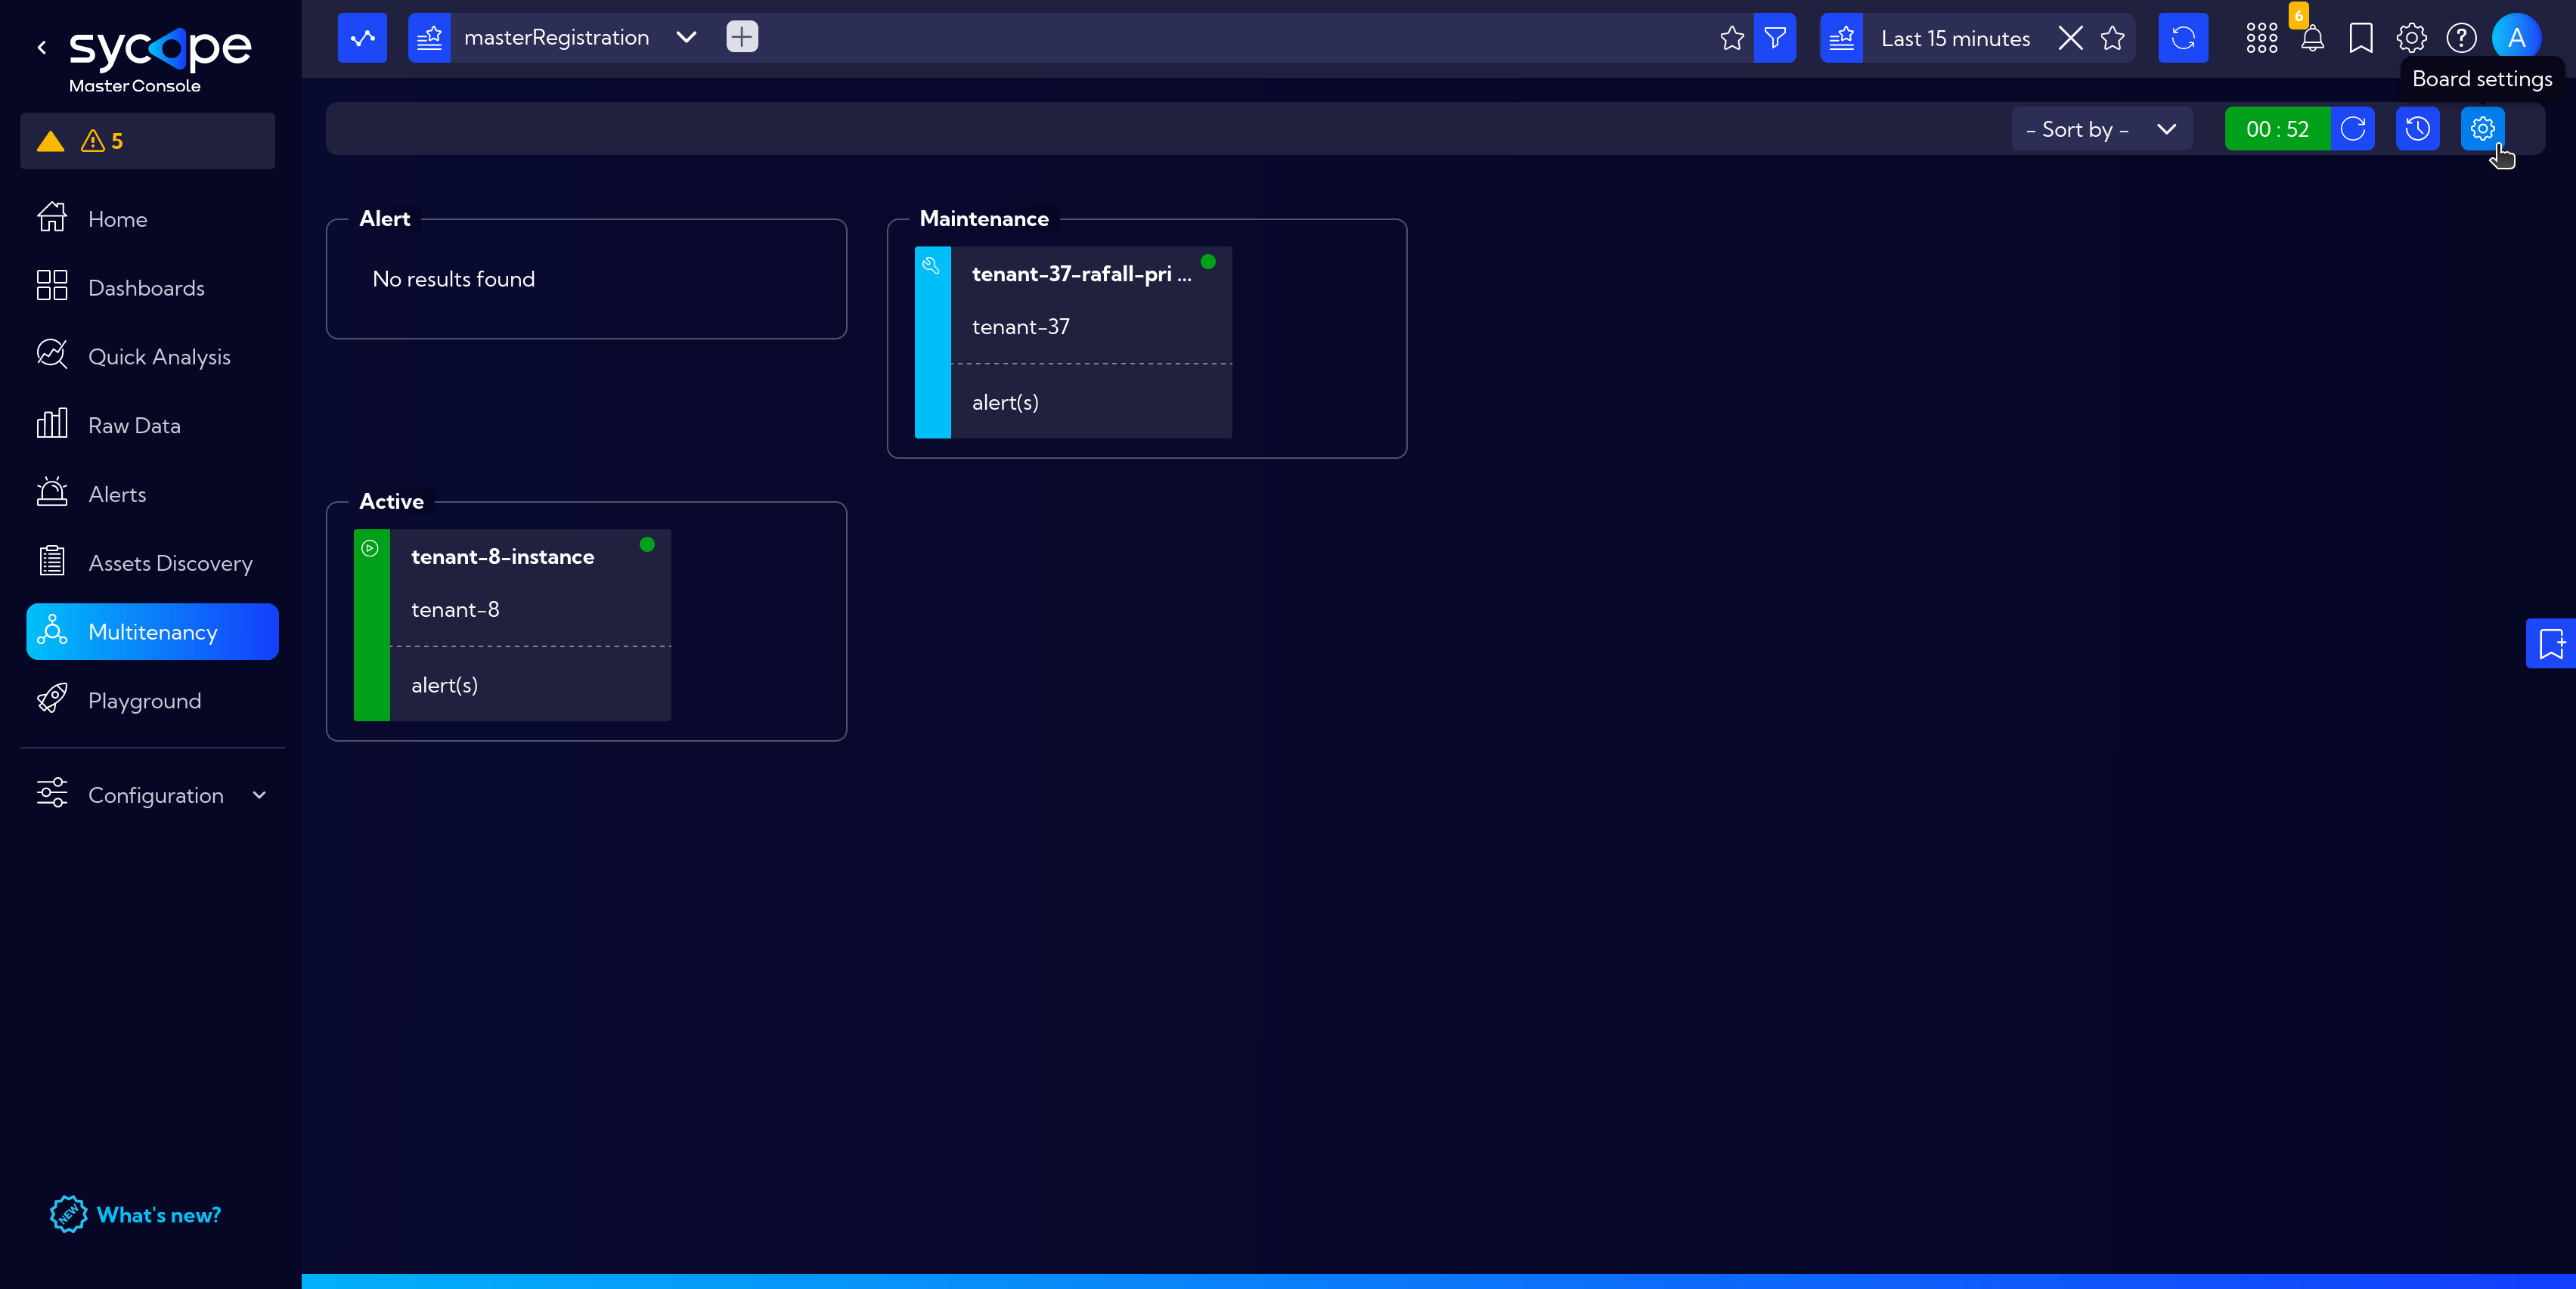 sycope
Master Console
5
Home
Dashboards
Quick Analysis
Raw Data
Alerts
Assets Discovery
Multitenancy
Playground
Configuration
NEW
What's new?
masterRegistration
Last 15 minutes
6
A
Board settings
- Sort by -
00 : 52
Alert
No results found
Maintenance
tenant-37-rafall-pri ...
tenant-37
alert(s)
Active
tenant-8-instance
tenant-8
alert(s)